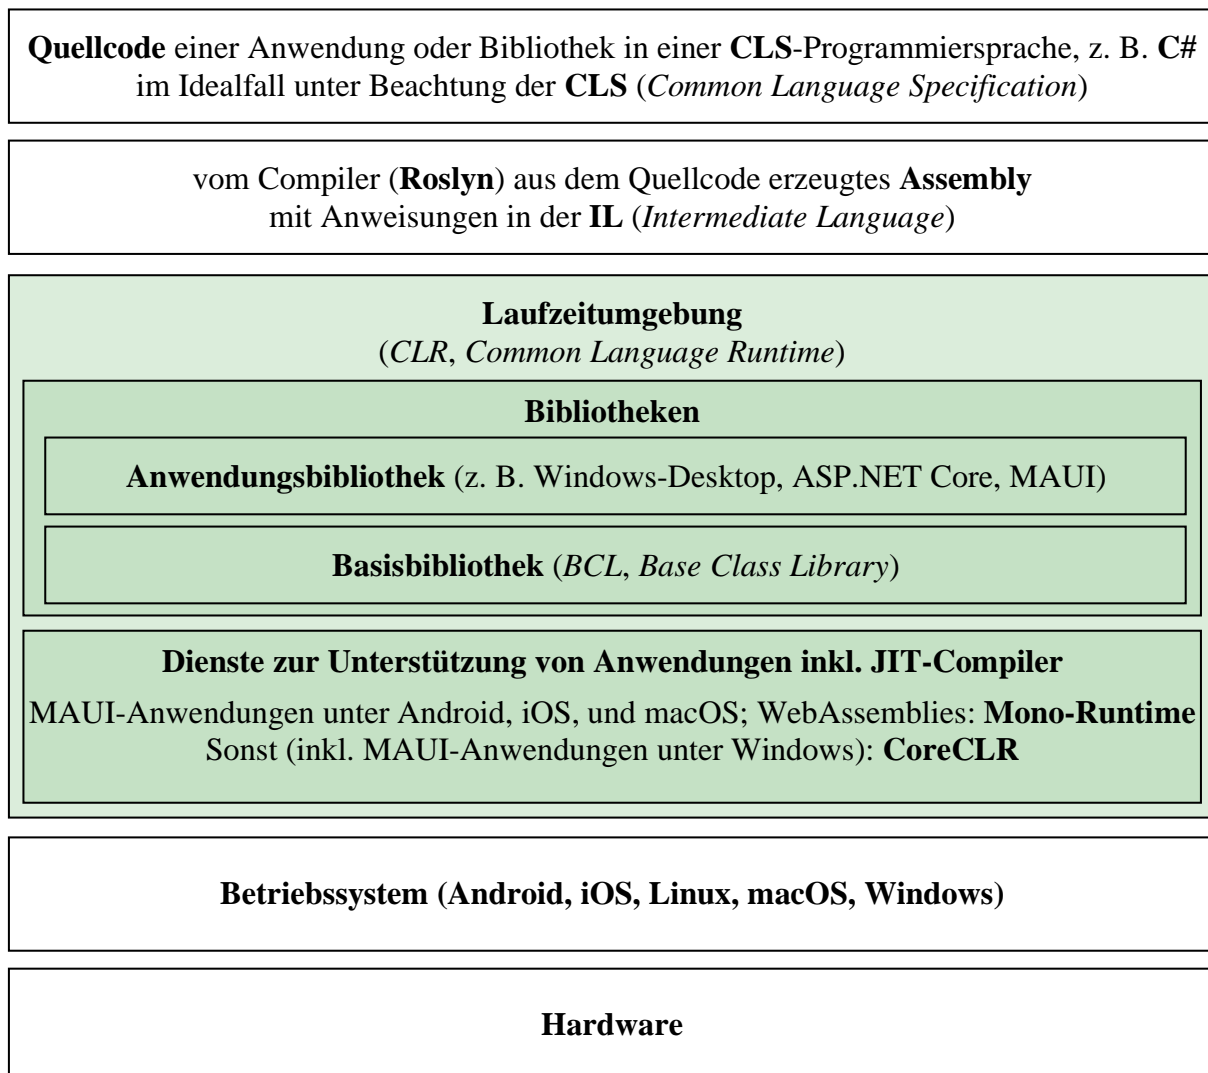 Quellcode einer Anwendung oder Bibliothek in einer CLS-Programmiersprache, z. B. C#
im Idealfall unter Beachtung der CLS (Common Language Specification)
vom Compiler (Roslyn) aus dem Quellcode erzeugtes Assembly
mit Anweisungen in der IL (Intermediate Language)
Laufzeitumgebung
(CLR, Common Language Runtime)
Bibliotheken
Anwendungsbibliothek (z. B. Windows-Desktop, ASP.NET Core, MAUI)
Basisbibliothek (BCL, Base Class Library)
Dienste zur Unterstützung von Anwendungen inkl. JIT-Compiler
MAUI-Anwendungen unter Android, iOS, und macOS; WebAssemblies: Mono-Runtime
Sonst (inkl. MAUI-Anwendungen unter Windows): CoreCLR
Betriebssystem (Android, iOS, Linux, macOS, Windows)
Hardware